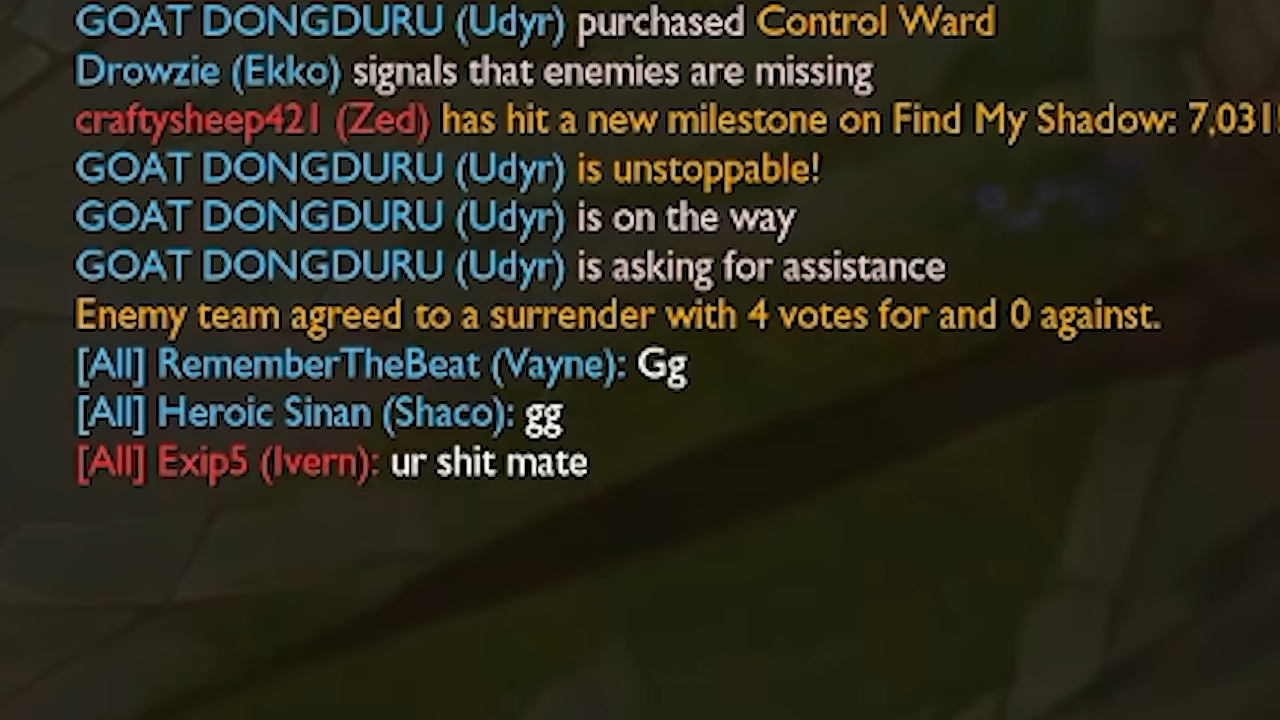 GOAT DONGDURU (Udyr) purchased Control Ward
Drowzie (Ekko) signals that enemies are missing
craftysheep421 (Zed) has hit a new milestone on Find My Shadow: 7,031
GOAT DONGDURU (Udyr) is unstoppable!
GOAT DONGDURU (Udyr) is on the way
GOAT DONGDURU (Udyr) is asking for assistance
Enemy team agreed to a surrender with 4 votes for and 0 against.
[All] RememberTheBeat (Vayne): Gg
[All] Heroic Sinan (Shaco): gg
[All] Exip5 (Ivern): ur shit mate